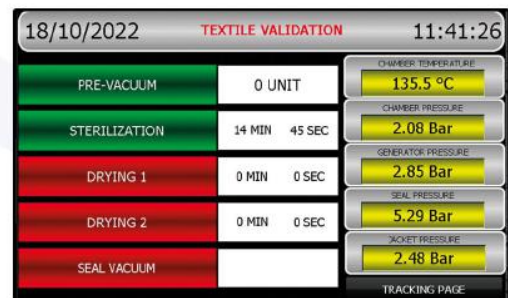 18/10/2022 TEXTILE VALIDATION 11:41:26
PRE-VACUUM 0 UNIT
STERILIZATION 14 MIN 45 SEC
DRYING 1 0 MIN 0 SEC
DRYING 2 0 MIN 0 SEC
SEAL VACUUM
CHAMBER TEMPERATURE
135.5 °C
CHAMBER PRESSURE
2.08 Bar
GENERATOR PRESSURE
2.85 Bar
SEAL PRESSURE
5.29 Bar
JACKET PRESSURE
2.48 Bar
TRACKING PAGE